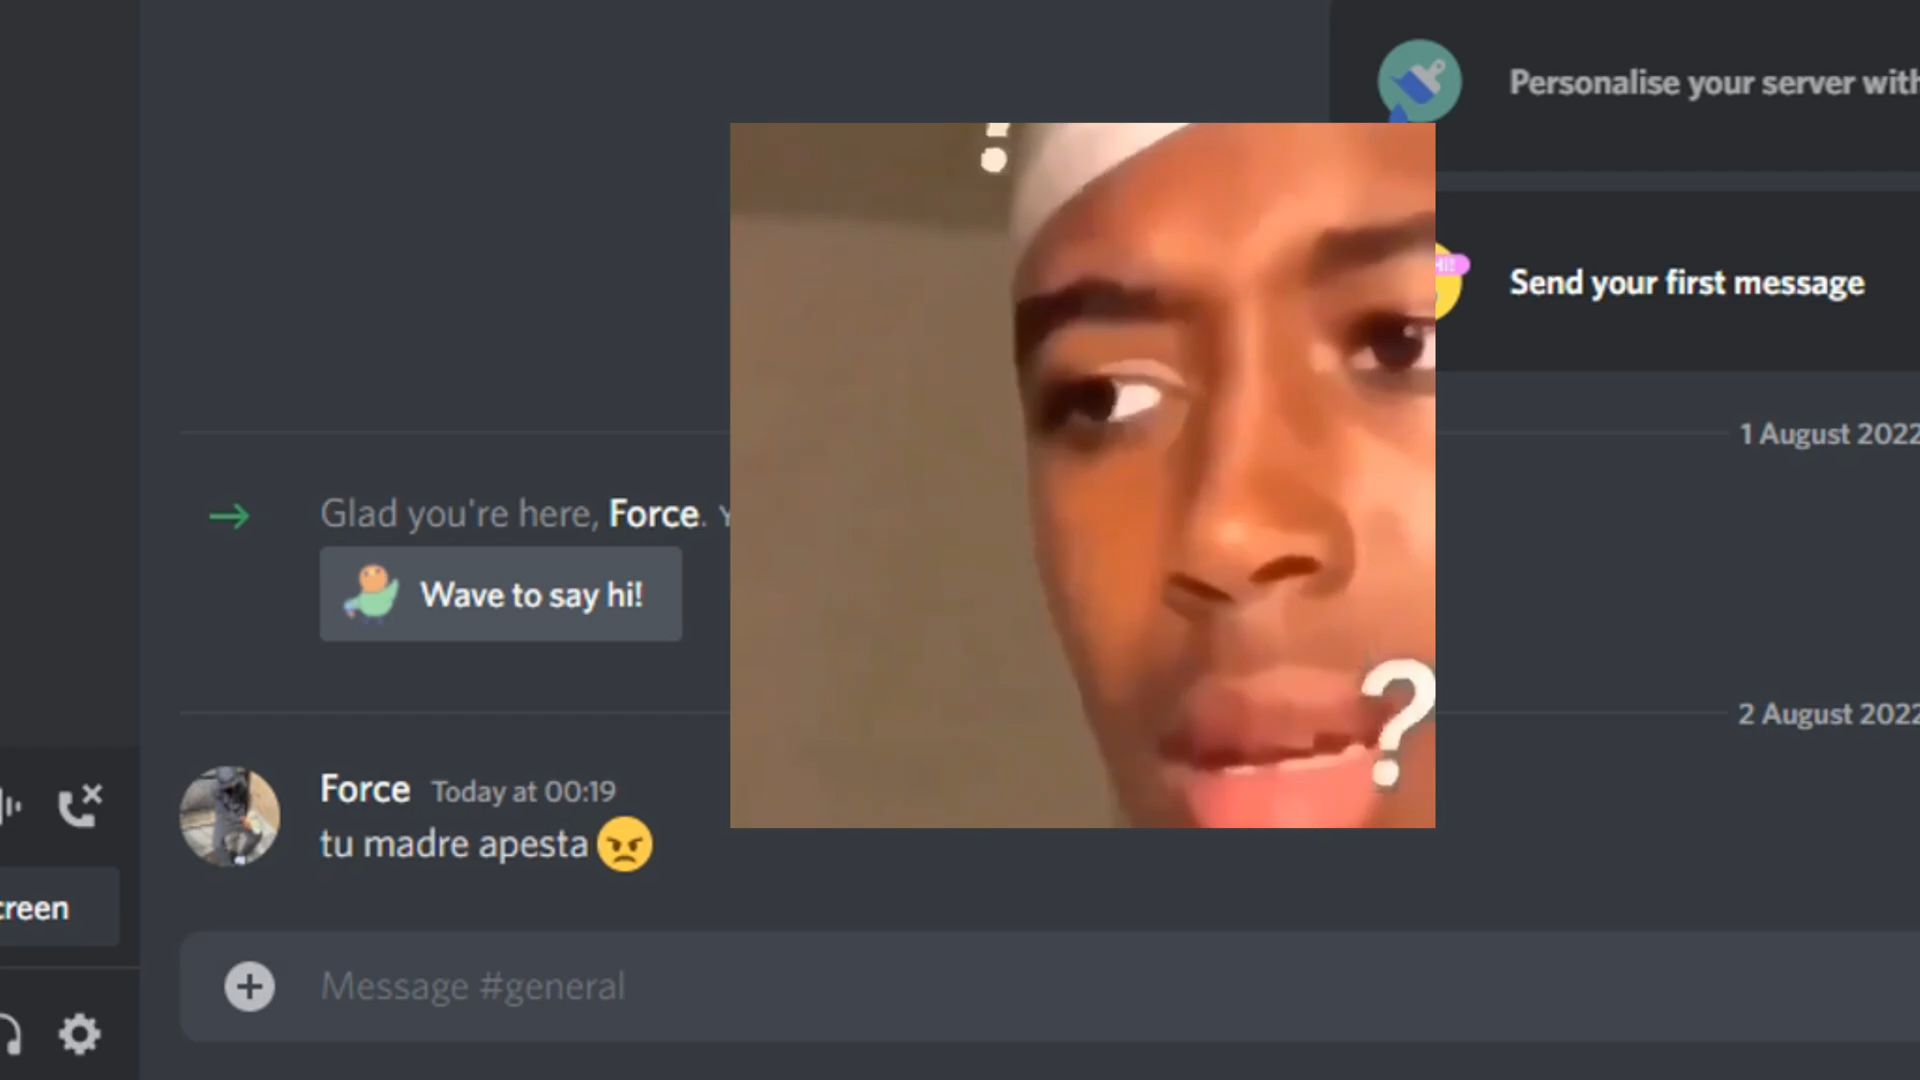 Personalise your server with
Hi!
Send your first message
1 August 2022
Glad you're here, Force.
Wave to say hi!
2 August 2022
Force Today at 00:19
tu madre apesta 😠
creen
Message #general
?